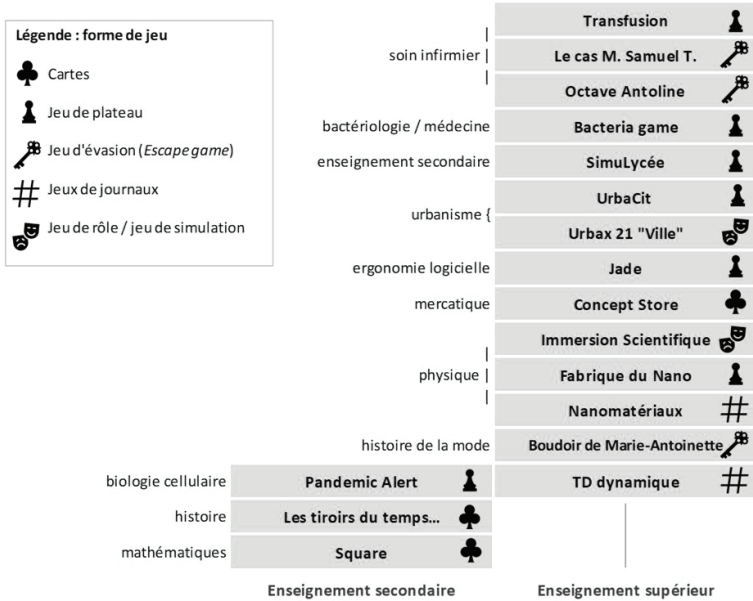 Légende : forme de jeu
Cartes
Jeu de plateau
Jeu d'évasion (Escape game)
Jeux de journaux
Jeu de rôle / jeu de simulation
Transfusion
soin infirmier | Le cas M. Samuel T.
Octave Antoline
bactériologie / médecine Bacteria game
enseignement secondaire SimuLycée
UrbaCit
urbanisme {
Urbax 21 "Ville"
ergonomie logicielle Jade
mercatique Concept Store
Immersion Scientifique
physique | Fabrique du Nano
Nanomatériaux
histoire de la mode Boudoir de Marie-Antoinette
biologie cellulaire Pandemic Alert TD dynamique
histoire Les tiroirs du temps...
mathématiques Square
Enseignement secondaire Enseignement supérieur